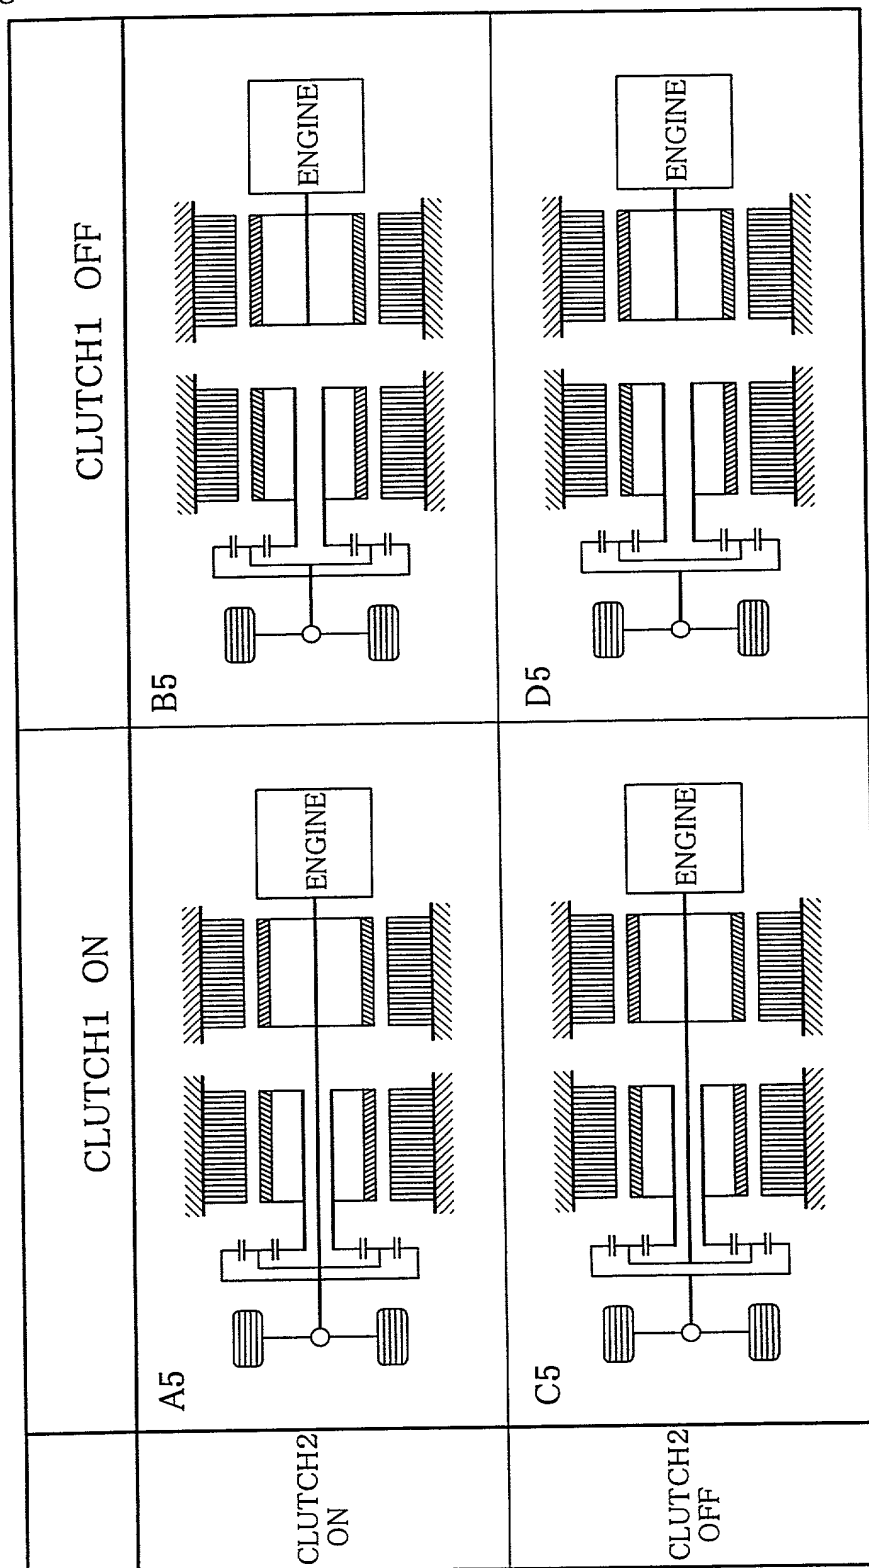 CLUTCH1 ON
CLUTCH1 OFF
CLUTCH2
ON
A5
ENGINE
B5
ENGINE
CLUTCH2
OFF
C5
ENGINE
D5
ENGINE